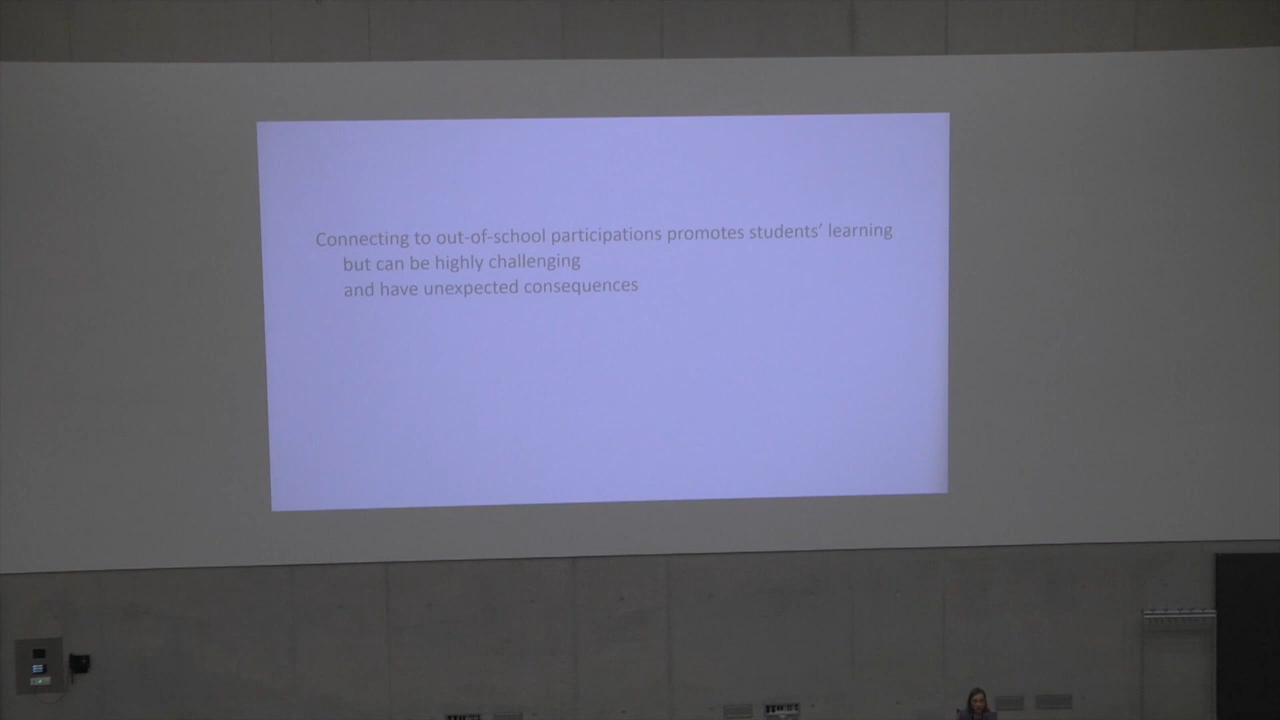 Connecting to out-of-school participations promotes students’ learning
but can be highly challenging
and have unexpected consequences